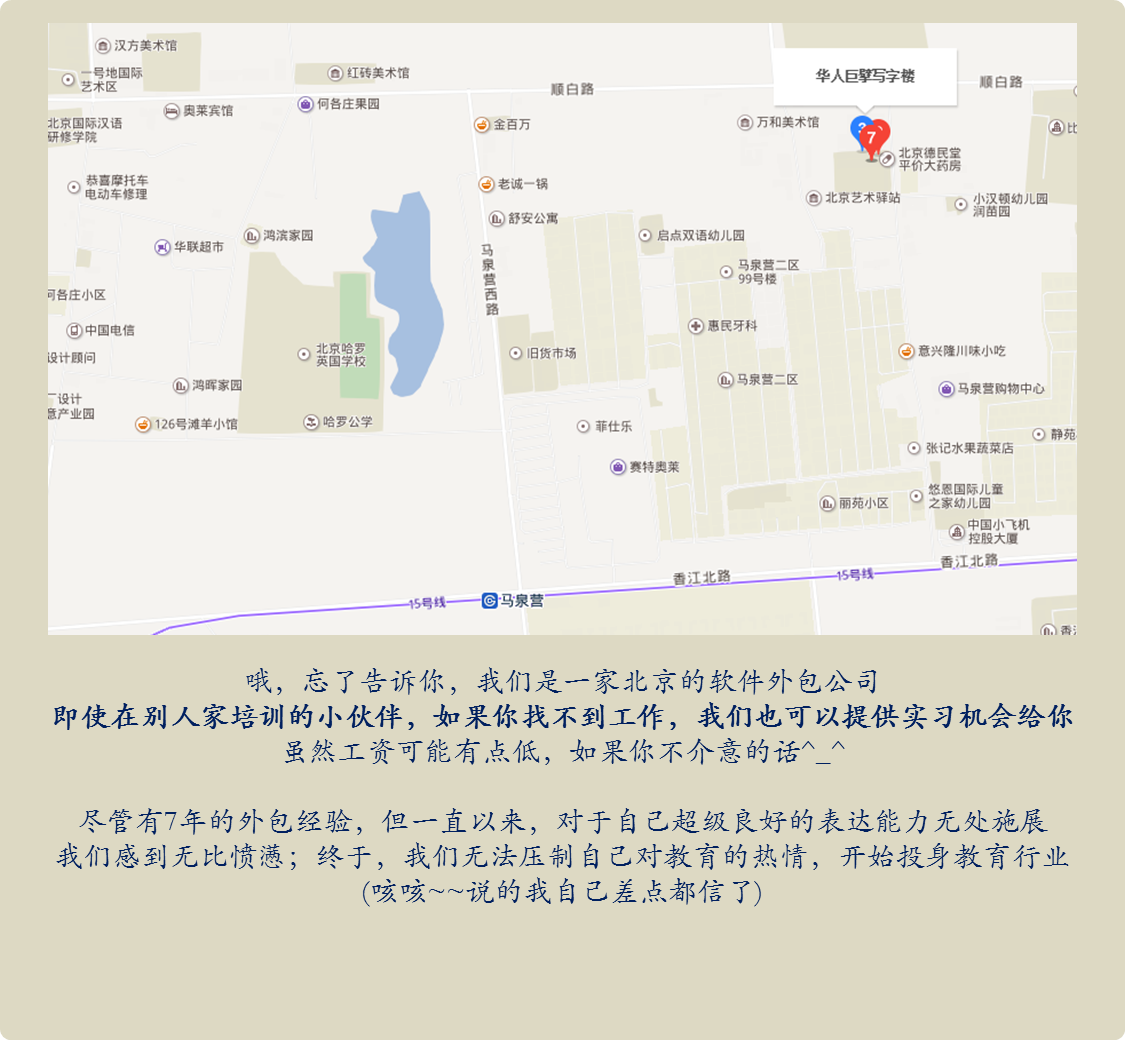 汉方美术馆
一号地国际
艺术区
红砖美术馆
何各庄果园
奥莱宾馆
顺白路
华人巨擘写字楼
顺白路
北京国际汉语
研修学院
金百万
万和美术馆
7
北京德民堂
平价大药房
恭喜摩托车
电动车修理
老诚一锅
舒安公寓
北京艺术驿站
小汉顿幼儿园
润苗园
华联超市
鸿滨家园
马泉营西路
启点双语幼儿园
马泉营二区
99号楼
何各庄小区
中国电信
设计顾问
北京哈罗
英国学校
旧货市场
惠民牙科
意兴隆川味小吃
鸿晖家园
马泉营二区
马泉营购物中心
设计
意产业园
126号滩羊小馆
哈罗公学
菲仕乐
静苑
张记水果蔬菜店
赛特奥莱
丽苑小区
悠恩国际儿童
之家幼儿园
中国小飞机
控股大厦
香江北路
香江北路
15号线
15号线
马泉营
哦，忘了告诉你，我们是一家北京的软件外包公司
即使在别人家培训的小伙伴，如果你找不到工作，我们也可以提供实习机会给你
虽然工资可能有点低，如果你不介意的话^_^
尽管有7年的外包经验，但一直以来，对于自己超级良好的表达能力无处施展
我们感到无比愤懑；终于，我们无法压制自己对教育的热情，开始投身教育行业
(咳咳~~说的我自己差点都信了)